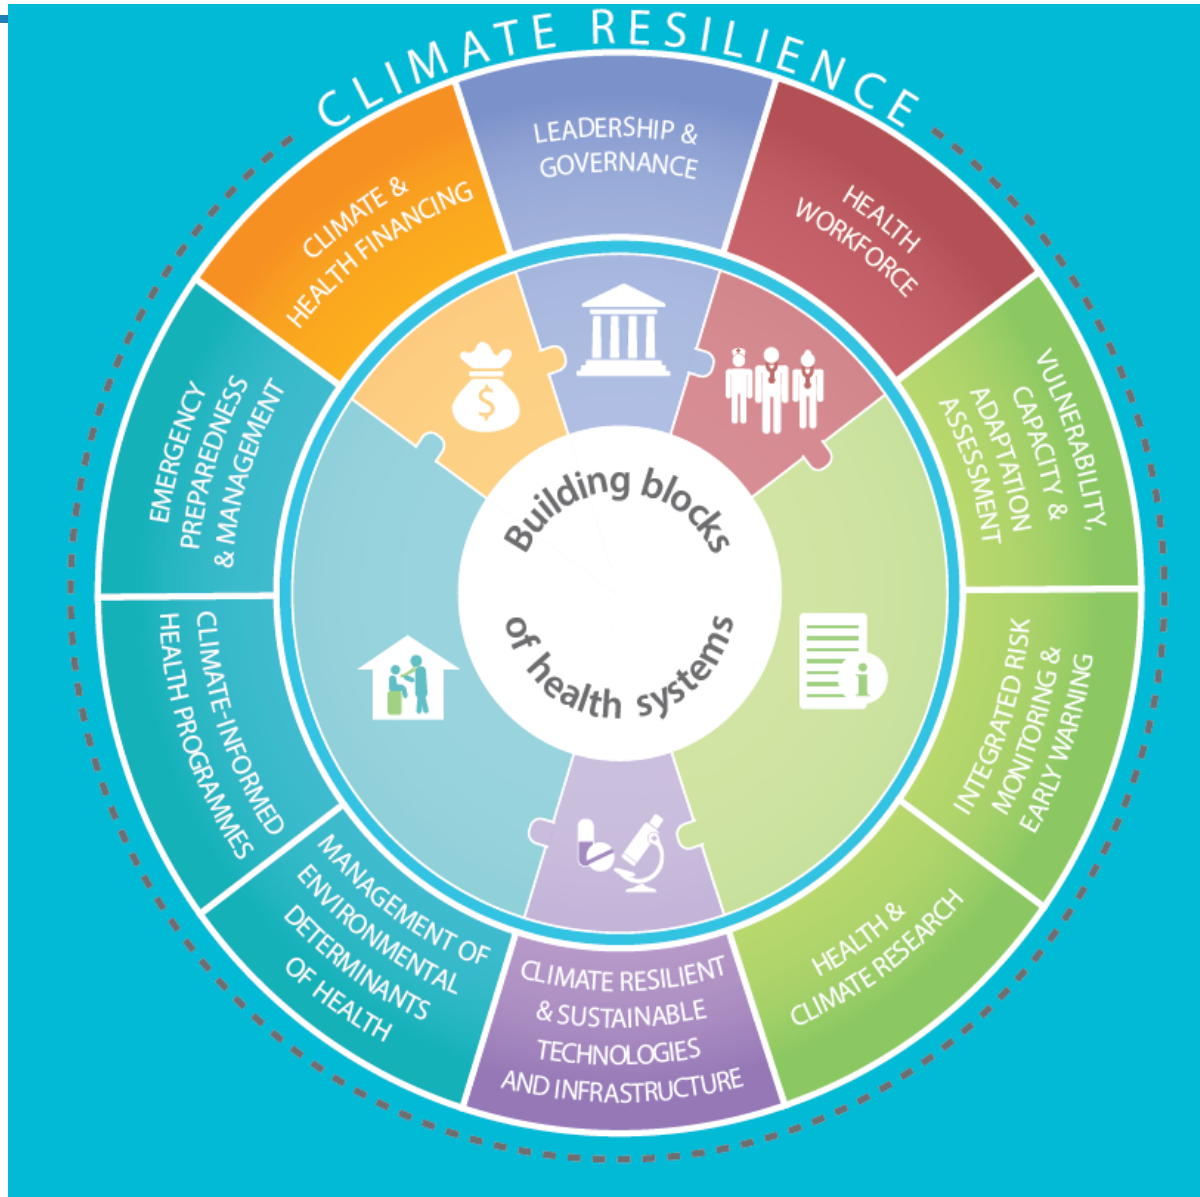 CLIMATE RESILIENCE
LEADERSHIP &
GOVERNANCE
HEALTH
WORKFORCE
VULNERABILITY,
CAPACITY &
ADAPTATION
ASSESSMENT
INTEGRATED RISK
MONITORING &
EARLY WARNING
HEALTH &
CLIMATE RESEARCH
CLIMATE RESILIENT
& SUSTAINABLE
TECHNOLOGIES
AND INFRASTRUCTURE
MANAGEMENT OF
ENVIRONMENTAL
DETERMINANTS
OF HEALTH
CLIMATE-INFORMED
HEALTH PROGRAMMES
EMERGENCY
PREPAREDNESS
& MANAGEMENT
CLIMATE &
HEALTH FINANCING
$
i
Building blocks
of health systems